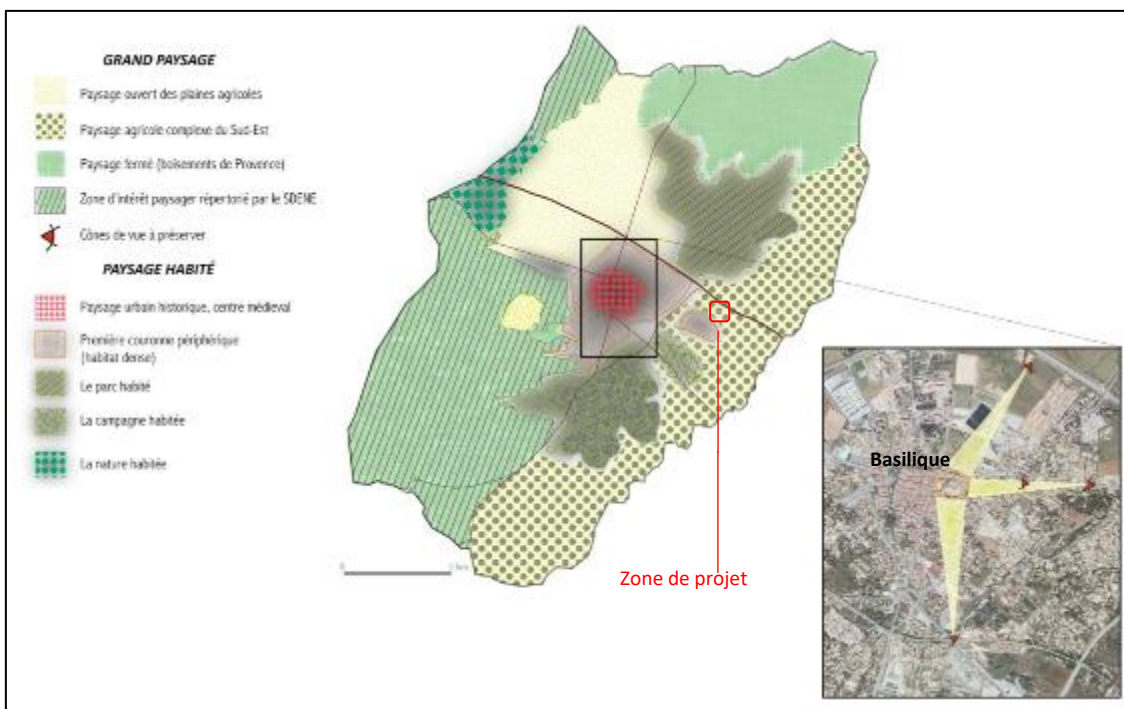 GRAND PAYSAGE
Paysage ouvert des plaines agricoles
Paysage agricole complexe du Sud-Est
Paysage fermé (boisements de Provence)
Zone d'intérêt paysager répertorié par le SDENE
Cônes de vue à préserver
PAYSAGE HABITÉ
Paysage urbain historique, centre médieval
Première couronne périphérique
(habitat dense)
Le parc habité
La campagne habitée
La nature habitée
0
Zone de projet
Basilique